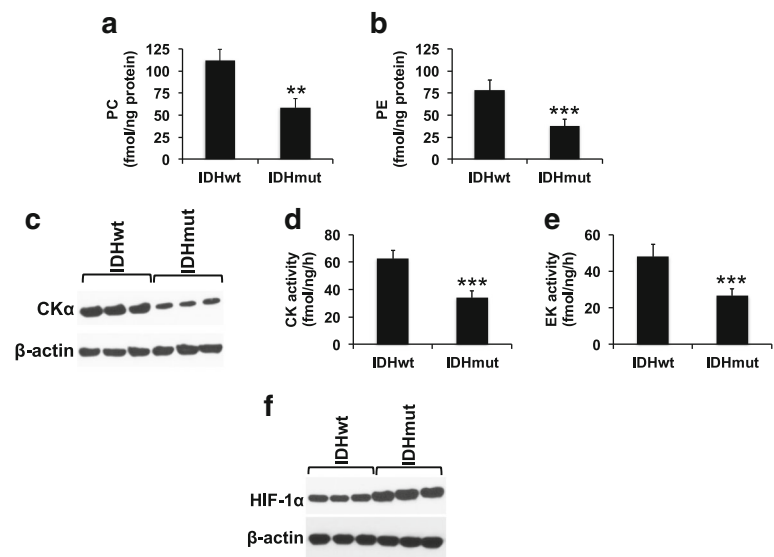 a
PC
(fmol/ng protein)
125
100
75
50
25
0
**
IDHwt
IDHmut
b
PE
(fmol/ng protein)
125
100
75
50
25
0
***
IDHwt
IDHmut
c
IDHwt
IDHmut
CKα
β-actin
d
CK activity
(fmol/ng/h)
80
60
40
20
0
***
IDHwt
IDHmut
e
EK activity
(fmol/ng/h)
60
40
20
0
***
IDHwt
IDHmut
f
IDHwt
IDHmut
HIF-1α
β-actin